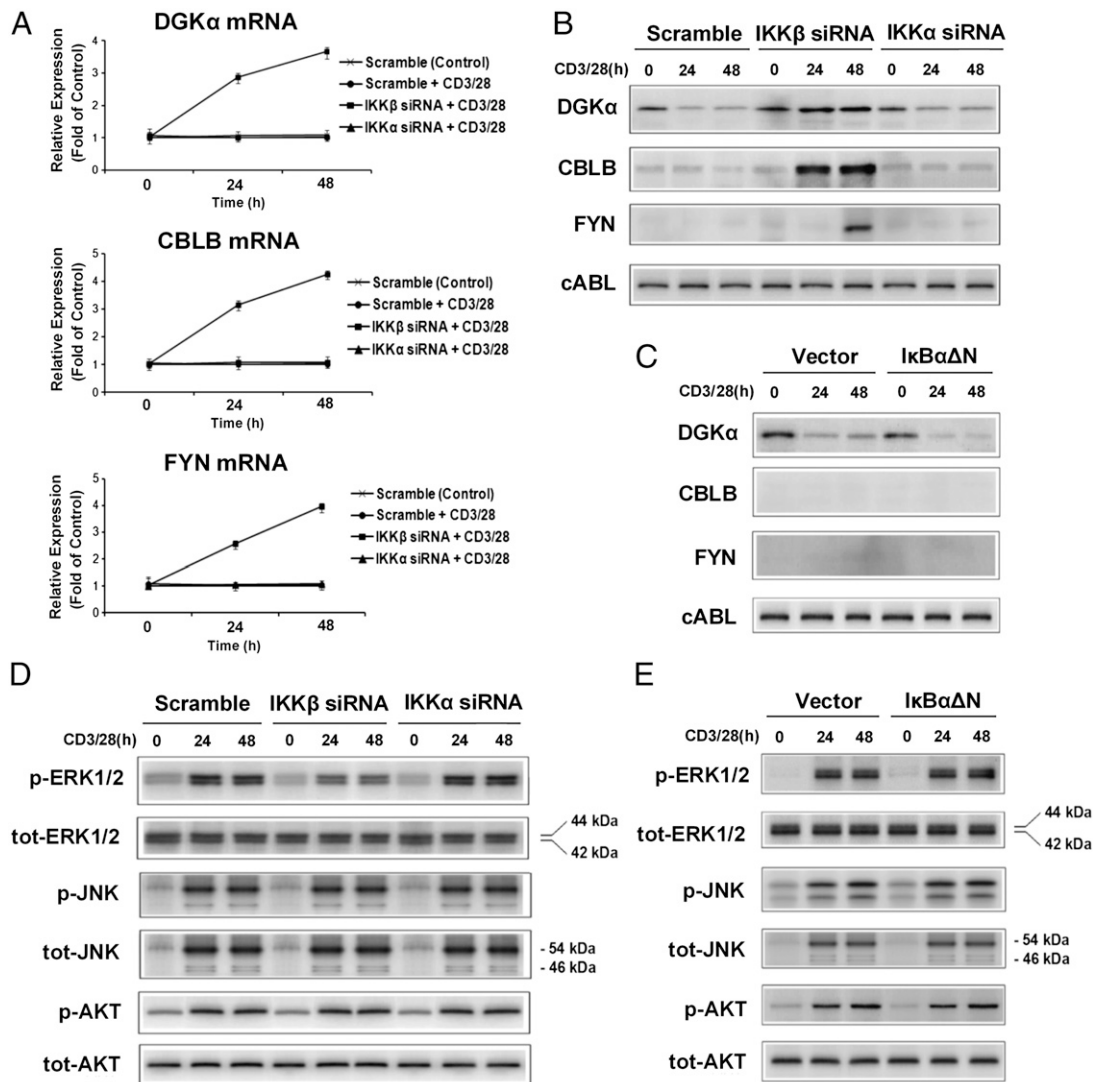 A
DGKα mRNA
Relative Expression
(Fold of Control)
4
3
2
1
0
0
24
48
Time (h)
Scramble (Control)
Scramble + CD3/28
IKKβ siRNA + CD3/28
IKKα siRNA + CD3/28
CBLB mRNA
Relative Expression
(Fold of Control)
5
4
3
2
1
0
0
24
48
Time (h)
Scramble (Control)
Scramble + CD3/28
IKKβ siRNA + CD3/28
IKKα siRNA + CD3/28
FYN mRNA
Relative Expression
(Fold of Control)
5
4
3
2
1
0
0
24
48
Time (h)
Scramble (Control)
Scramble + CD3/28
IKKβ siRNA + CD3/28
IKKα siRNA + CD3/28
B
Scramble IKKβ siRNA IKKα siRNA
CD3/28(h) 0 24 48 0 24 48 0 24 48
DGKα
CBLB
FYN
cABL
C
Vector IκBαΔN
CD3/28(h) 0 24 48 0 24 48
DGKα
CBLB
FYN
cABL
D
Scramble IKKβ siRNA IKKα siRNA
CD3/28(h) 0 24 48 0 24 48 0 24 48
p-ERK1/2
tot-ERK1/2
44 kDa
42 kDa
p-JNK
tot-JNK
- 54 kDa
- 46 kDa
p-AKT
tot-AKT
E
Vector IκBαΔN
CD3/28(h) 0 24 48 0 24 48
p-ERK1/2
tot-ERK1/2
44 kDa
42 kDa
p-JNK
tot-JNK
- 54 kDa
- 46 kDa
p-AKT
tot-AKT